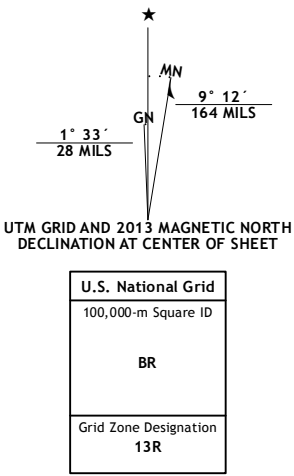 ★
MN
GN
9° 12´
164 MILS
1° 33´
28 MILS
UTM GRID AND 2013 MAGNETIC NORTH
DECLINATION AT CENTER OF SHEET
U.S. National Grid
100,000-m Square ID
BR
Grid Zone Designation
13R